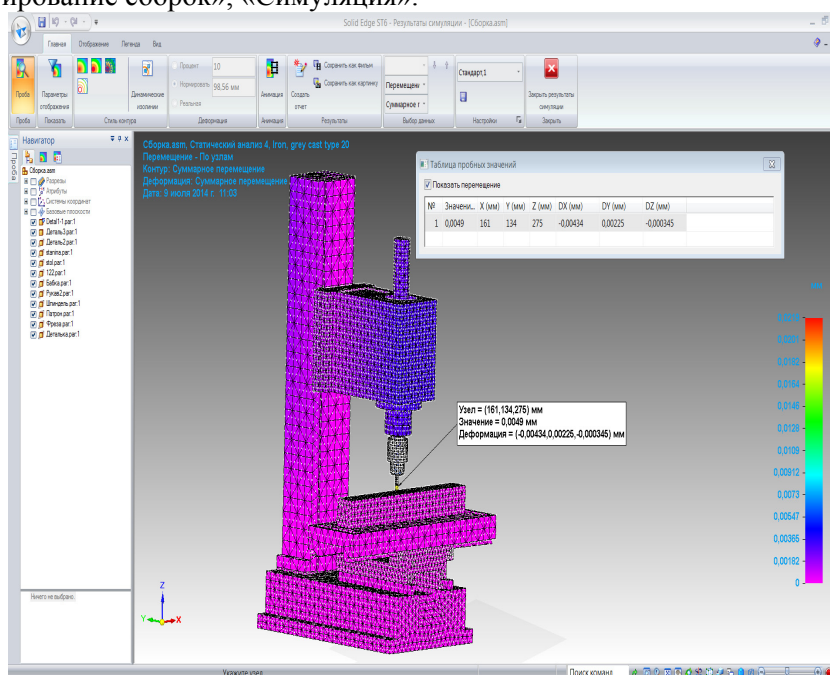 ирование сборок», «Симуляция».
Solid Edge ST6 - Результаты симуляции - [Сборка.asm]
Главная Отображение Легенда Вид
Проба
Параметры отображения
Динамические изолинии
Процент 10
Нормировать 98,56 мм
Реальная
Анимация
Создать отчет
Сохранить как фильм
Сохранить как картинку
Перемещени
Суммарное г
Стандарт;1
Закрыть результаты симуляции
Проба Показать Стиль контура Деформация Анимация Результаты Выбор данных Настройки Закрыть
Проба
Навигатор
Сборка.asm
Разрезы
Атрибуты
Системы координат
Базовые плоскости
Detal1-1.par:1
Деталь3.par:1
Деталь2.par:1
stanina.par:1
stol.par:1
122.par:1
Бабка.par:1
Рукав2.par:1
Шпиндель.par:1
Патрон.par:1
Фреза.par:1
Деталька.par:1
Ничего не выбрано.
Сборка.asm, Статический анализ 4, Iron, grey cast type 20
Перемещение - По узлам
Контур: Суммарное перемещение
Деформация: Суммарное перемещение
Дата: 9 июля 2014 г. 11:03
Таблица пробных значений
Показать перемещение
№ Значени... X (мм) Y (мм) Z (мм) DX (мм) DY (мм) DZ (мм)
1 0,0049 161 134 275 -0,00434 0,00225 -0,000345
Узел = (161,134,275) мм
Значение = 0,0049 мм
Деформация = (-0,00434,0,00225,-0,000345) мм
0,0164
0,0146
0,0128
0,0109
0,00912
0,0073
0,00547
0,00365
0,00182
0
Z
Y
X
Укажите узел
Поиск команд